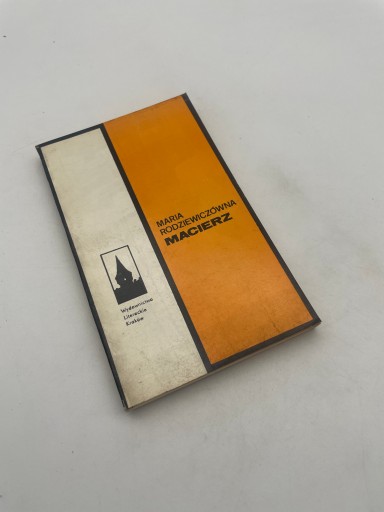 MARIA
RODZIEWICZÓWNA
MACIERZ
Wydawnictwo
Literackie
Kraków